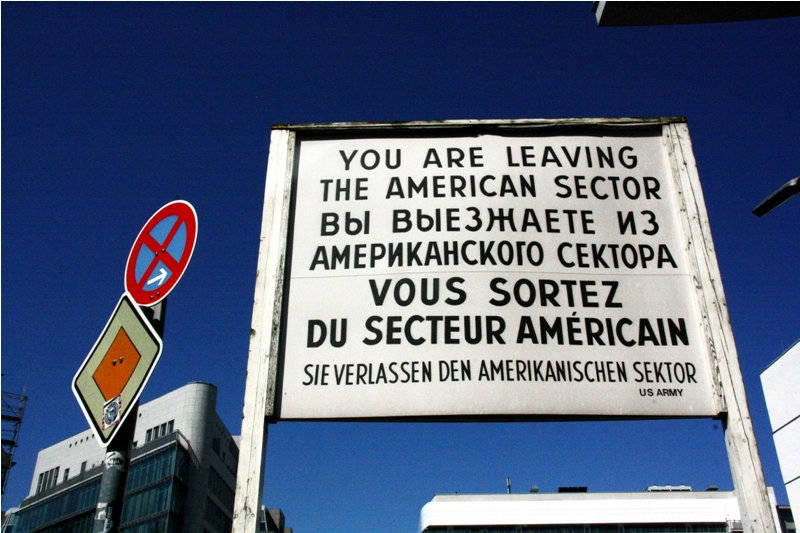 YOU ARE LEAVING
THE AMERICAN SECTOR
ВЫ ВЫЕЗЖАЕТЕ ИЗ
АМЕРИКАНСКОГО СЕКТОРА
VOUS SORTEZ
DU SECTEUR AMÉRICAIN
SIE VERLASSEN DEN AMERIKANISCHEN SEKTOR
US ARMY